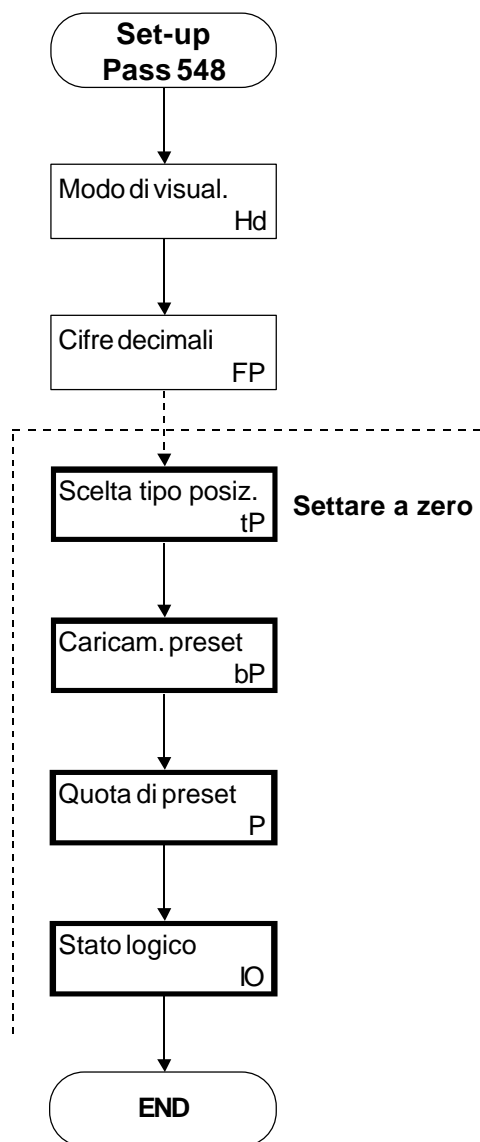 Set-up
Pass 548
Modo di visual.
Hd
Cifre decimali
FP
Scelta tipo posiz.
tP
Settare a zero
Caricam. preset
bP
Quota di preset
P
Stato logico
IO
END